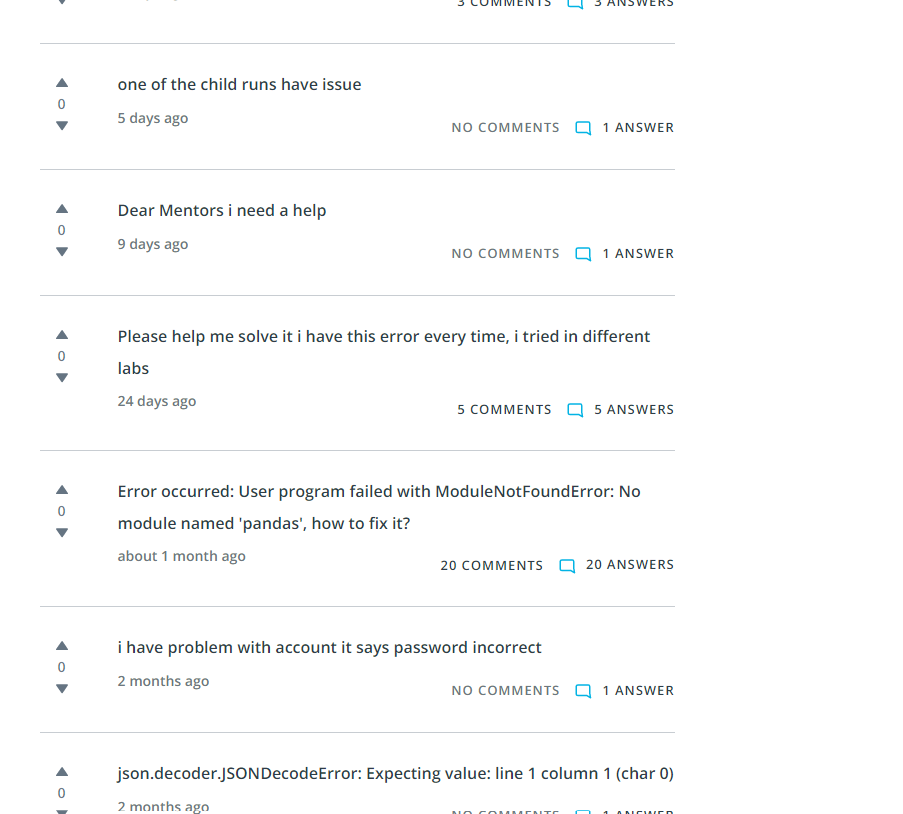 3 COMMENTS 3 ANSWERS
one of the child runs have issue
0
5 days ago
NO COMMENTS 1 ANSWER
Dear Mentors i need a help
0
9 days ago
NO COMMENTS 1 ANSWER
Please help me solve it i have this error every time, i tried in different
0
labs
24 days ago
5 COMMENTS 5 ANSWERS
Error occurred: User program failed with ModuleNotFoundError: No
0
module named 'pandas', how to fix it?
about 1 month ago
20 COMMENTS 20 ANSWERS
i have problem with account it says password incorrect
0
2 months ago
NO COMMENTS 1 ANSWER
json.decoder.JSONDecodeError: Expecting value: line 1 column 1 (char 0)
0
2 months ago
NO COMMENTS 1 ANSWER